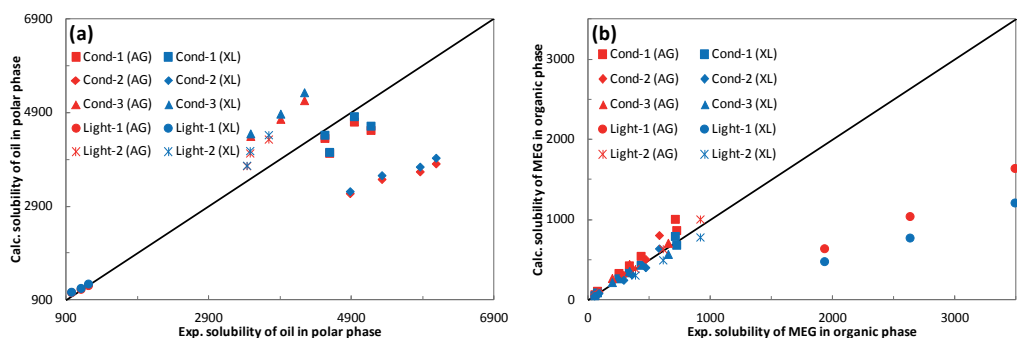 (a)
Calc. solubility of oil in polar phase
6900
4900
2900
900
Cond-1 (AG) Cond-1 (XL)
Cond-2 (AG) Cond-2 (XL)
Cond-3 (AG) Cond-3 (XL)
Light-1 (AG) Light-1 (XL)
Light-2 (AG) Light-2 (XL)
900 2900 4900 6900
Exp. solubility of oil in polar phase
(b)
Calc. solubility of MEG in organic phase
3000
2000
1000
0
Cond-1 (AG) Cond-1 (XL)
Cond-2 (AG) Cond-2 (XL)
Cond-3 (AG) Cond-3 (XL)
Light-1 (AG) Light-1 (XL)
Light-2 (AG) Light-2 (XL)
0 1000 2000 3000
Exp. solubility of MEG in organic phase